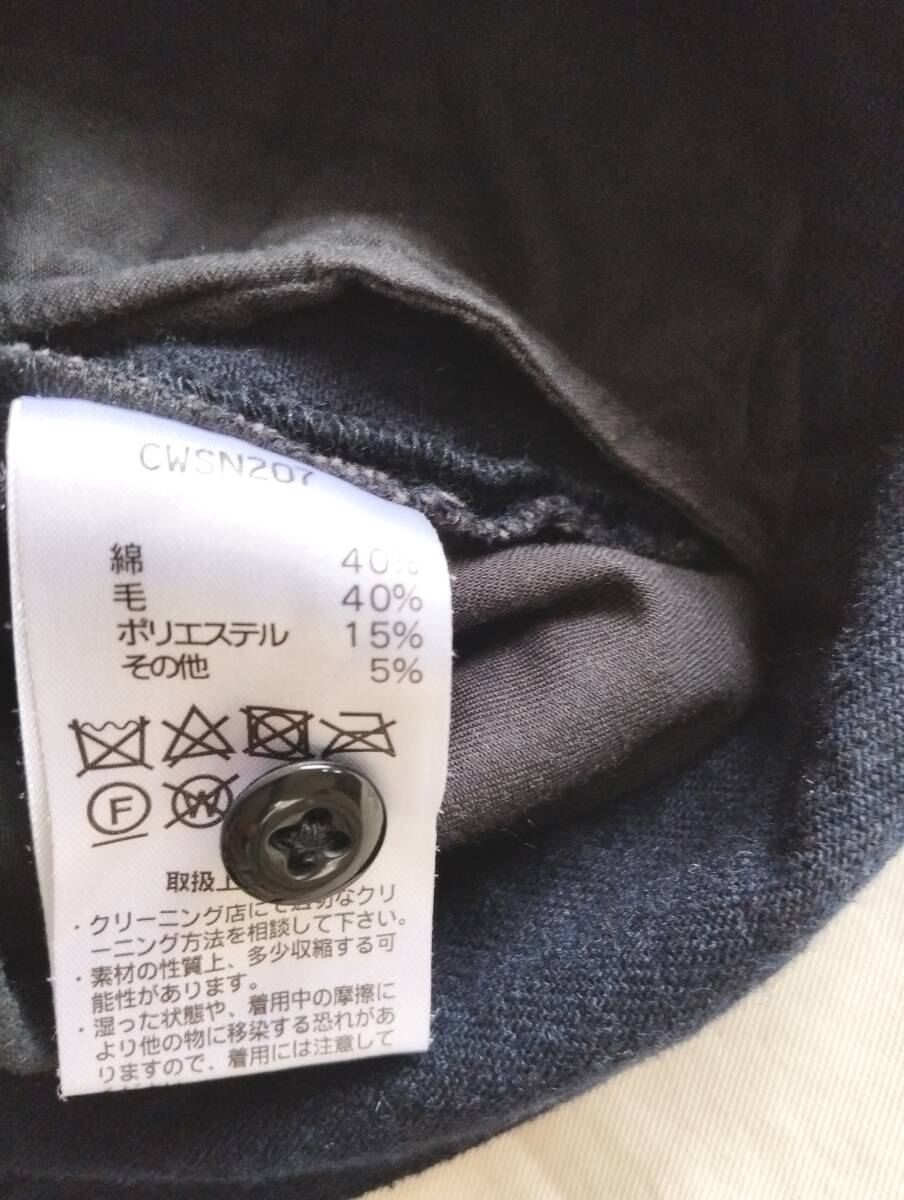 CWSN207
綿 40%
毛 40%
ポリエステル 15%
その他 5%
F W
取扱上
・クリーニング店にて適切なクリ
ーニング方法を相談して下さい。
・素材の性質上、多少収縮する可
能性があります。
・湿った状態や、着用中の摩擦に
より他の物に移染する恐れがあ
りますので、着用には注意して